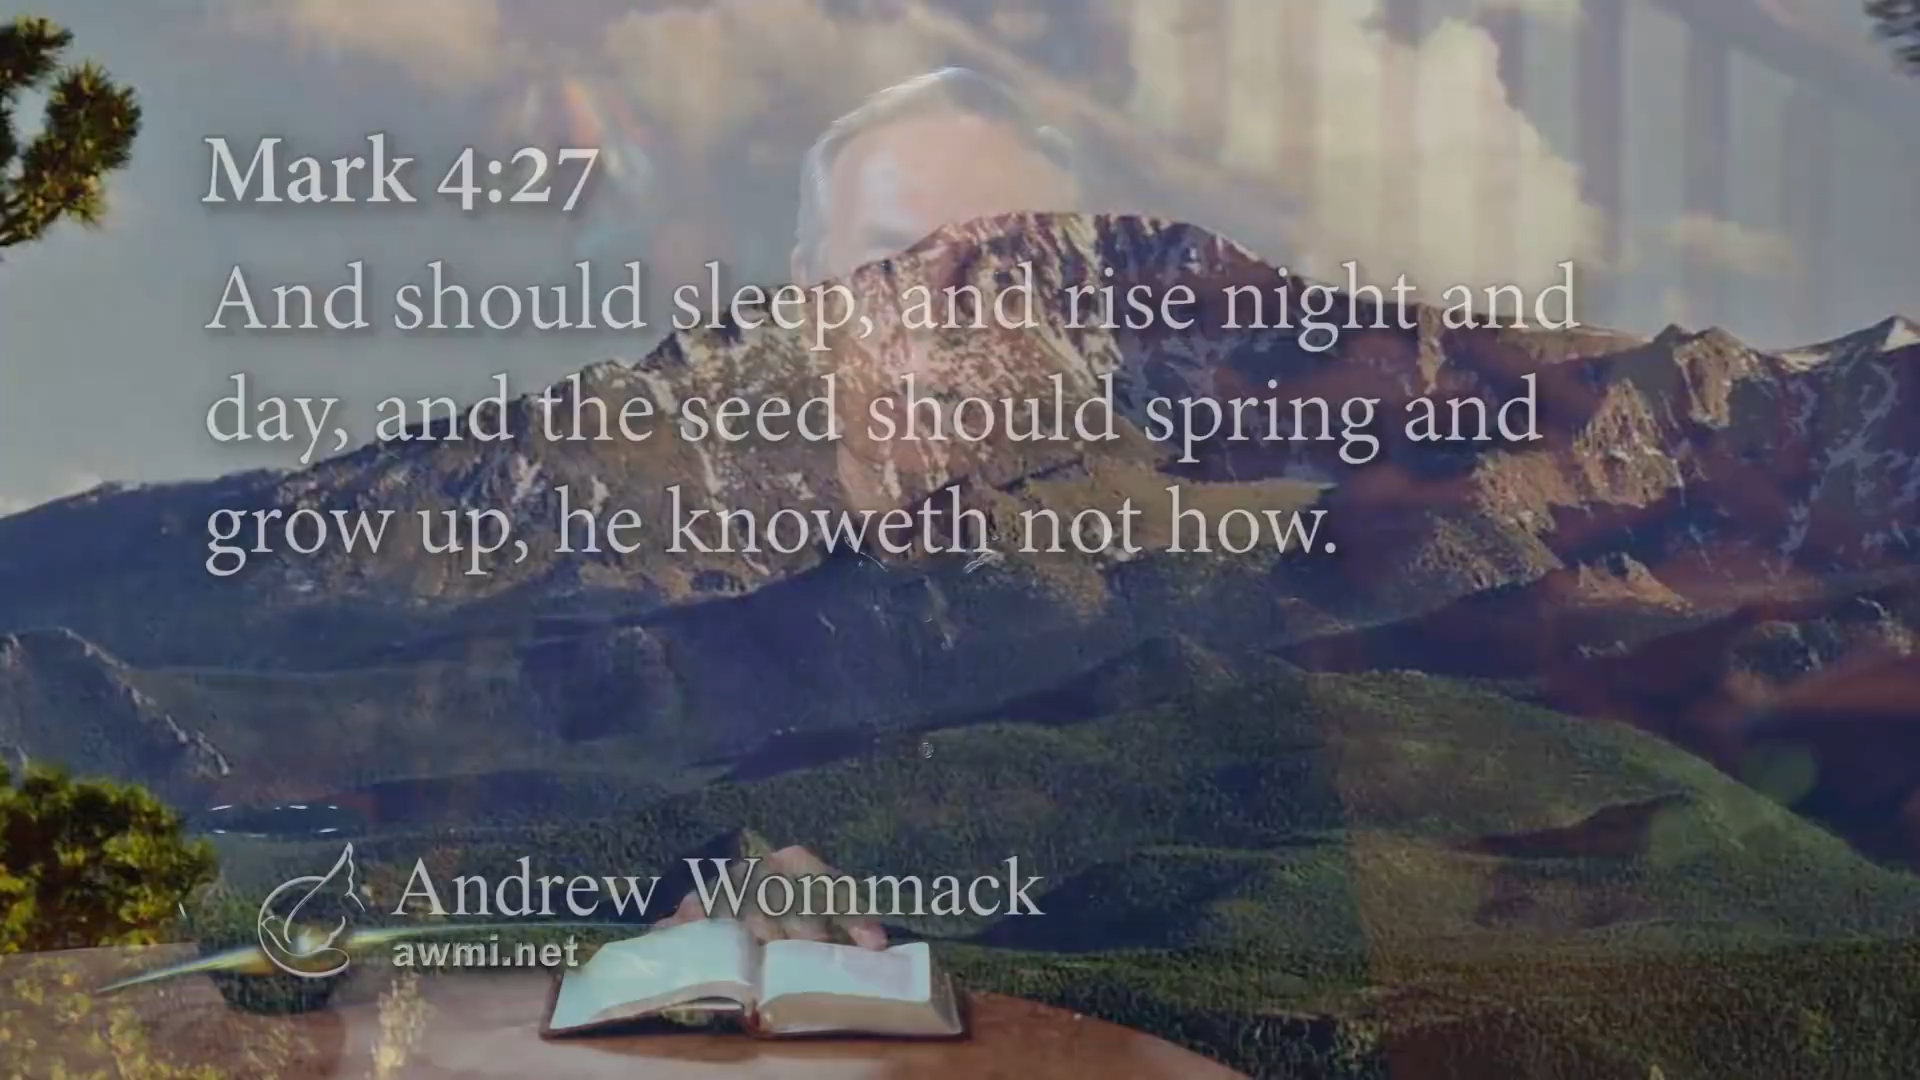 Mark 4:27
And should sleep, and rise night and
day, and the seed should spring and
grow up, he knoweth not how.
Andrew Wommack
awmi.net